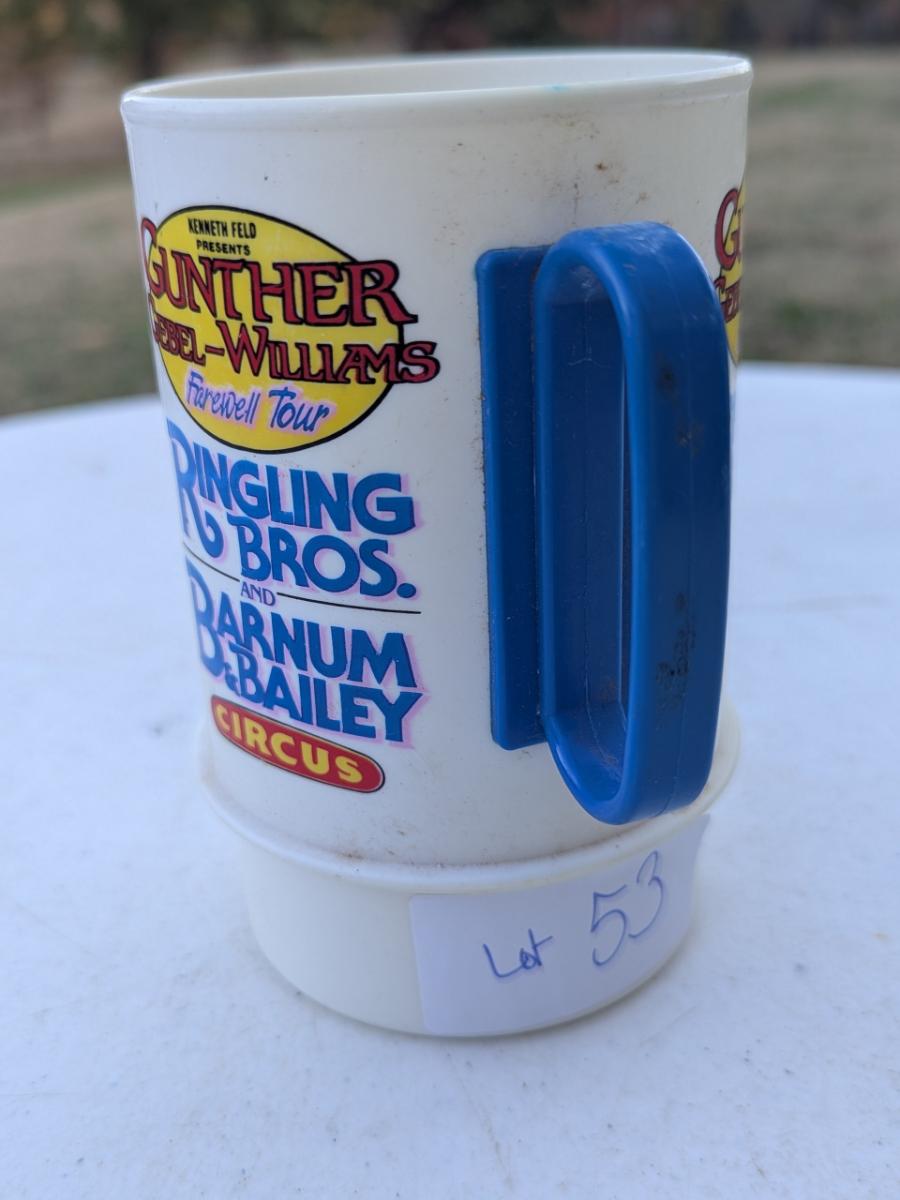 KENNETH FELD
PRESENTS
GUNTHER
GEBEL-WILLIAMS
Farewell Tour
RINGLING
BROS.
AND
BARNUM
& BAILEY
CIRCUS
Lot 53